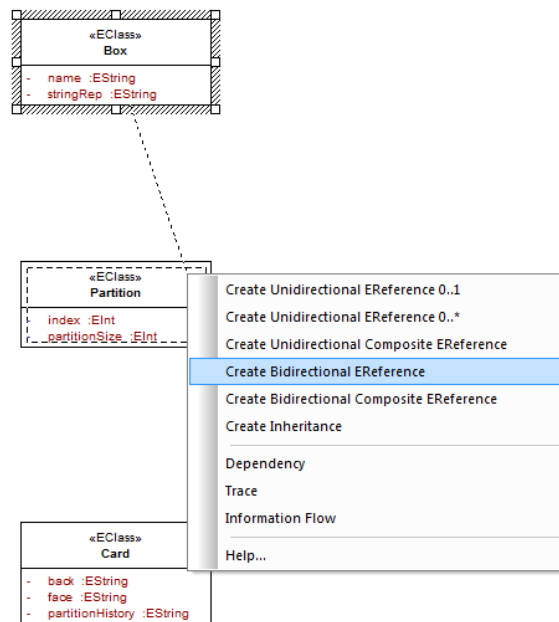 «EClass»
Box
- name :EString
- stringRep :EString
«EClass»
Partition
- index :EInt
- partitionSize :EInt
Create Unidirectional EReference 0..1
Create Unidirectional EReference 0..*
Create Unidirectional Composite EReference
Create Bidirectional EReference
Create Bidirectional Composite EReference
Create Inheritance
Dependency
Trace
Information Flow
Help...
«EClass»
Card
- back :EString
- face :EString
- partitionHistory :EString